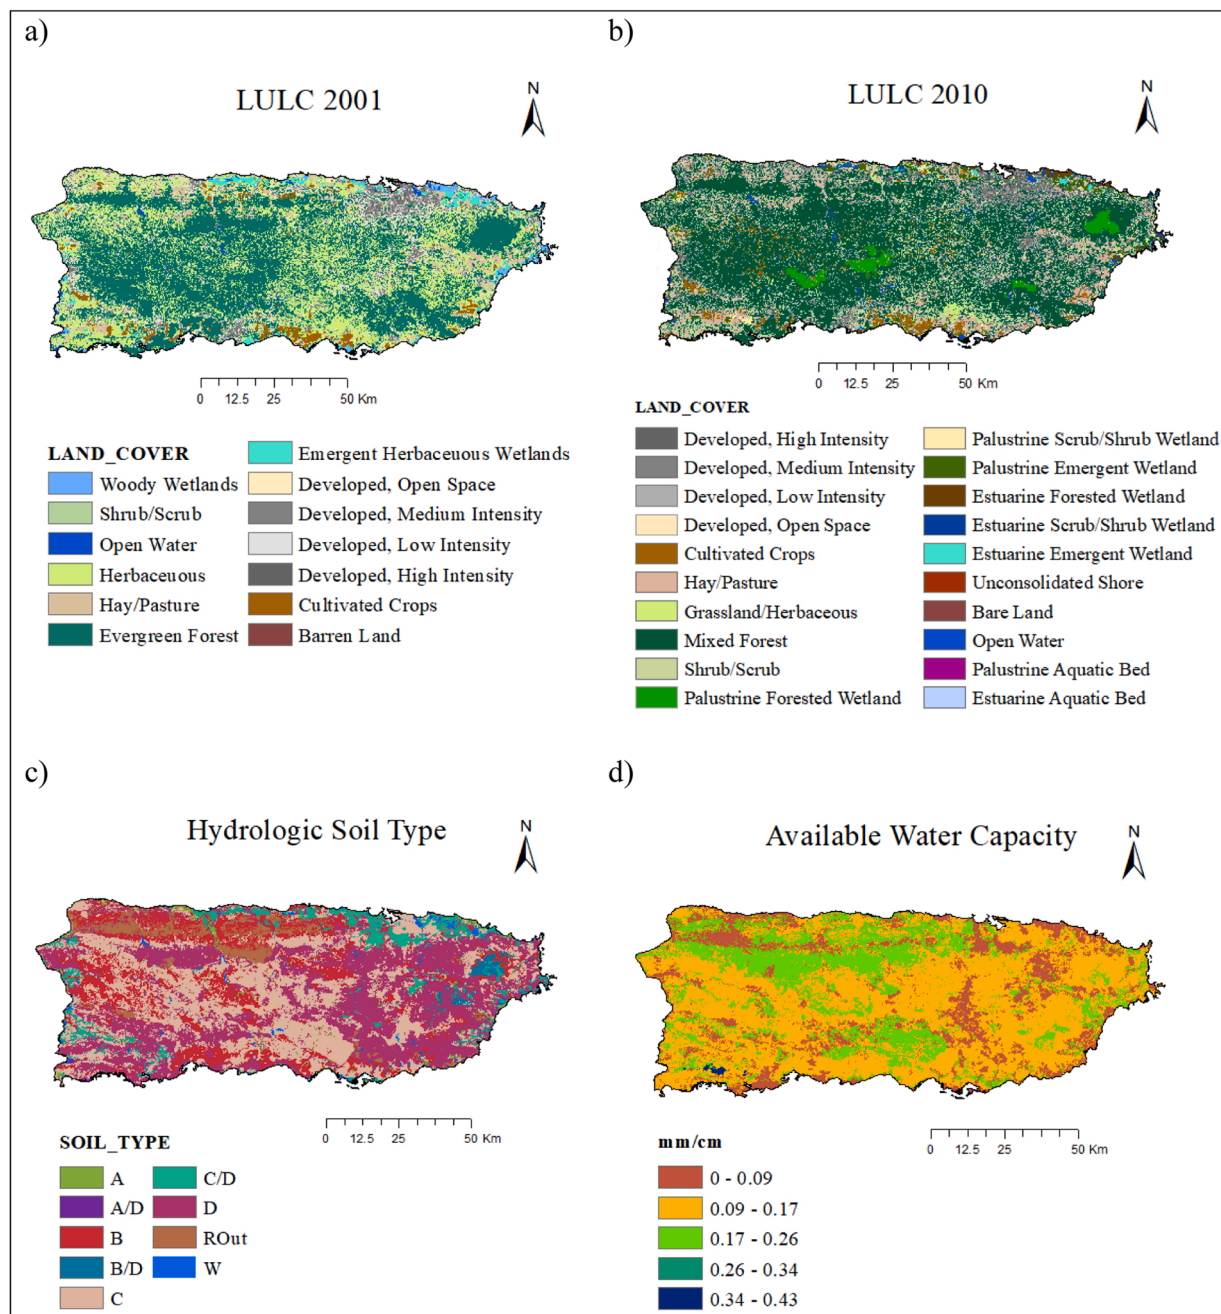 a)
LULC 2001
N
0 12.5 25 50 Km
LAND_COVER
Woody Wetlands
Shrub/Scrub
Open Water
Herbaceuous
Hay/Pasture
Evergreen Forest
Emergent Herbaceuous Wetlands
Developed, Open Space
Developed, Medium Intensity
Developed, Low Intensity
Developed, High Intensity
Cultivated Crops
Barren Land
b)
LULC 2010
N
0 12.5 25 50 Km
LAND_COVER
Developed, High Intensity
Developed, Medium Intensity
Developed, Low Intensity
Developed, Open Space
Cultivated Crops
Hay/Pasture
Grassland/Herbaceous
Mixed Forest
Shrub/Scrub
Palustrine Forested Wetland
Palustrine Scrub/Shrub Wetland
Palustrine Emergent Wetland
Estuarine Forested Wetland
Estuarine Scrub/Shrub Wetland
Estuarine Emergent Wetland
Unconsolidated Shore
Bare Land
Open Water
Palustrine Aquatic Bed
Estuarine Aquatic Bed
c)
Hydrologic Soil Type
N
0 12.5 25 50 Km
SOIL_TYPE
A
A/D
B
B/D
C
C/D
D
ROut
W
d)
Available Water Capacity
N
0 12.5 25 50 Km
mm/cm
0 - 0.09
0.09 - 0.17
0.17 - 0.26
0.26 - 0.34
0.34 - 0.43